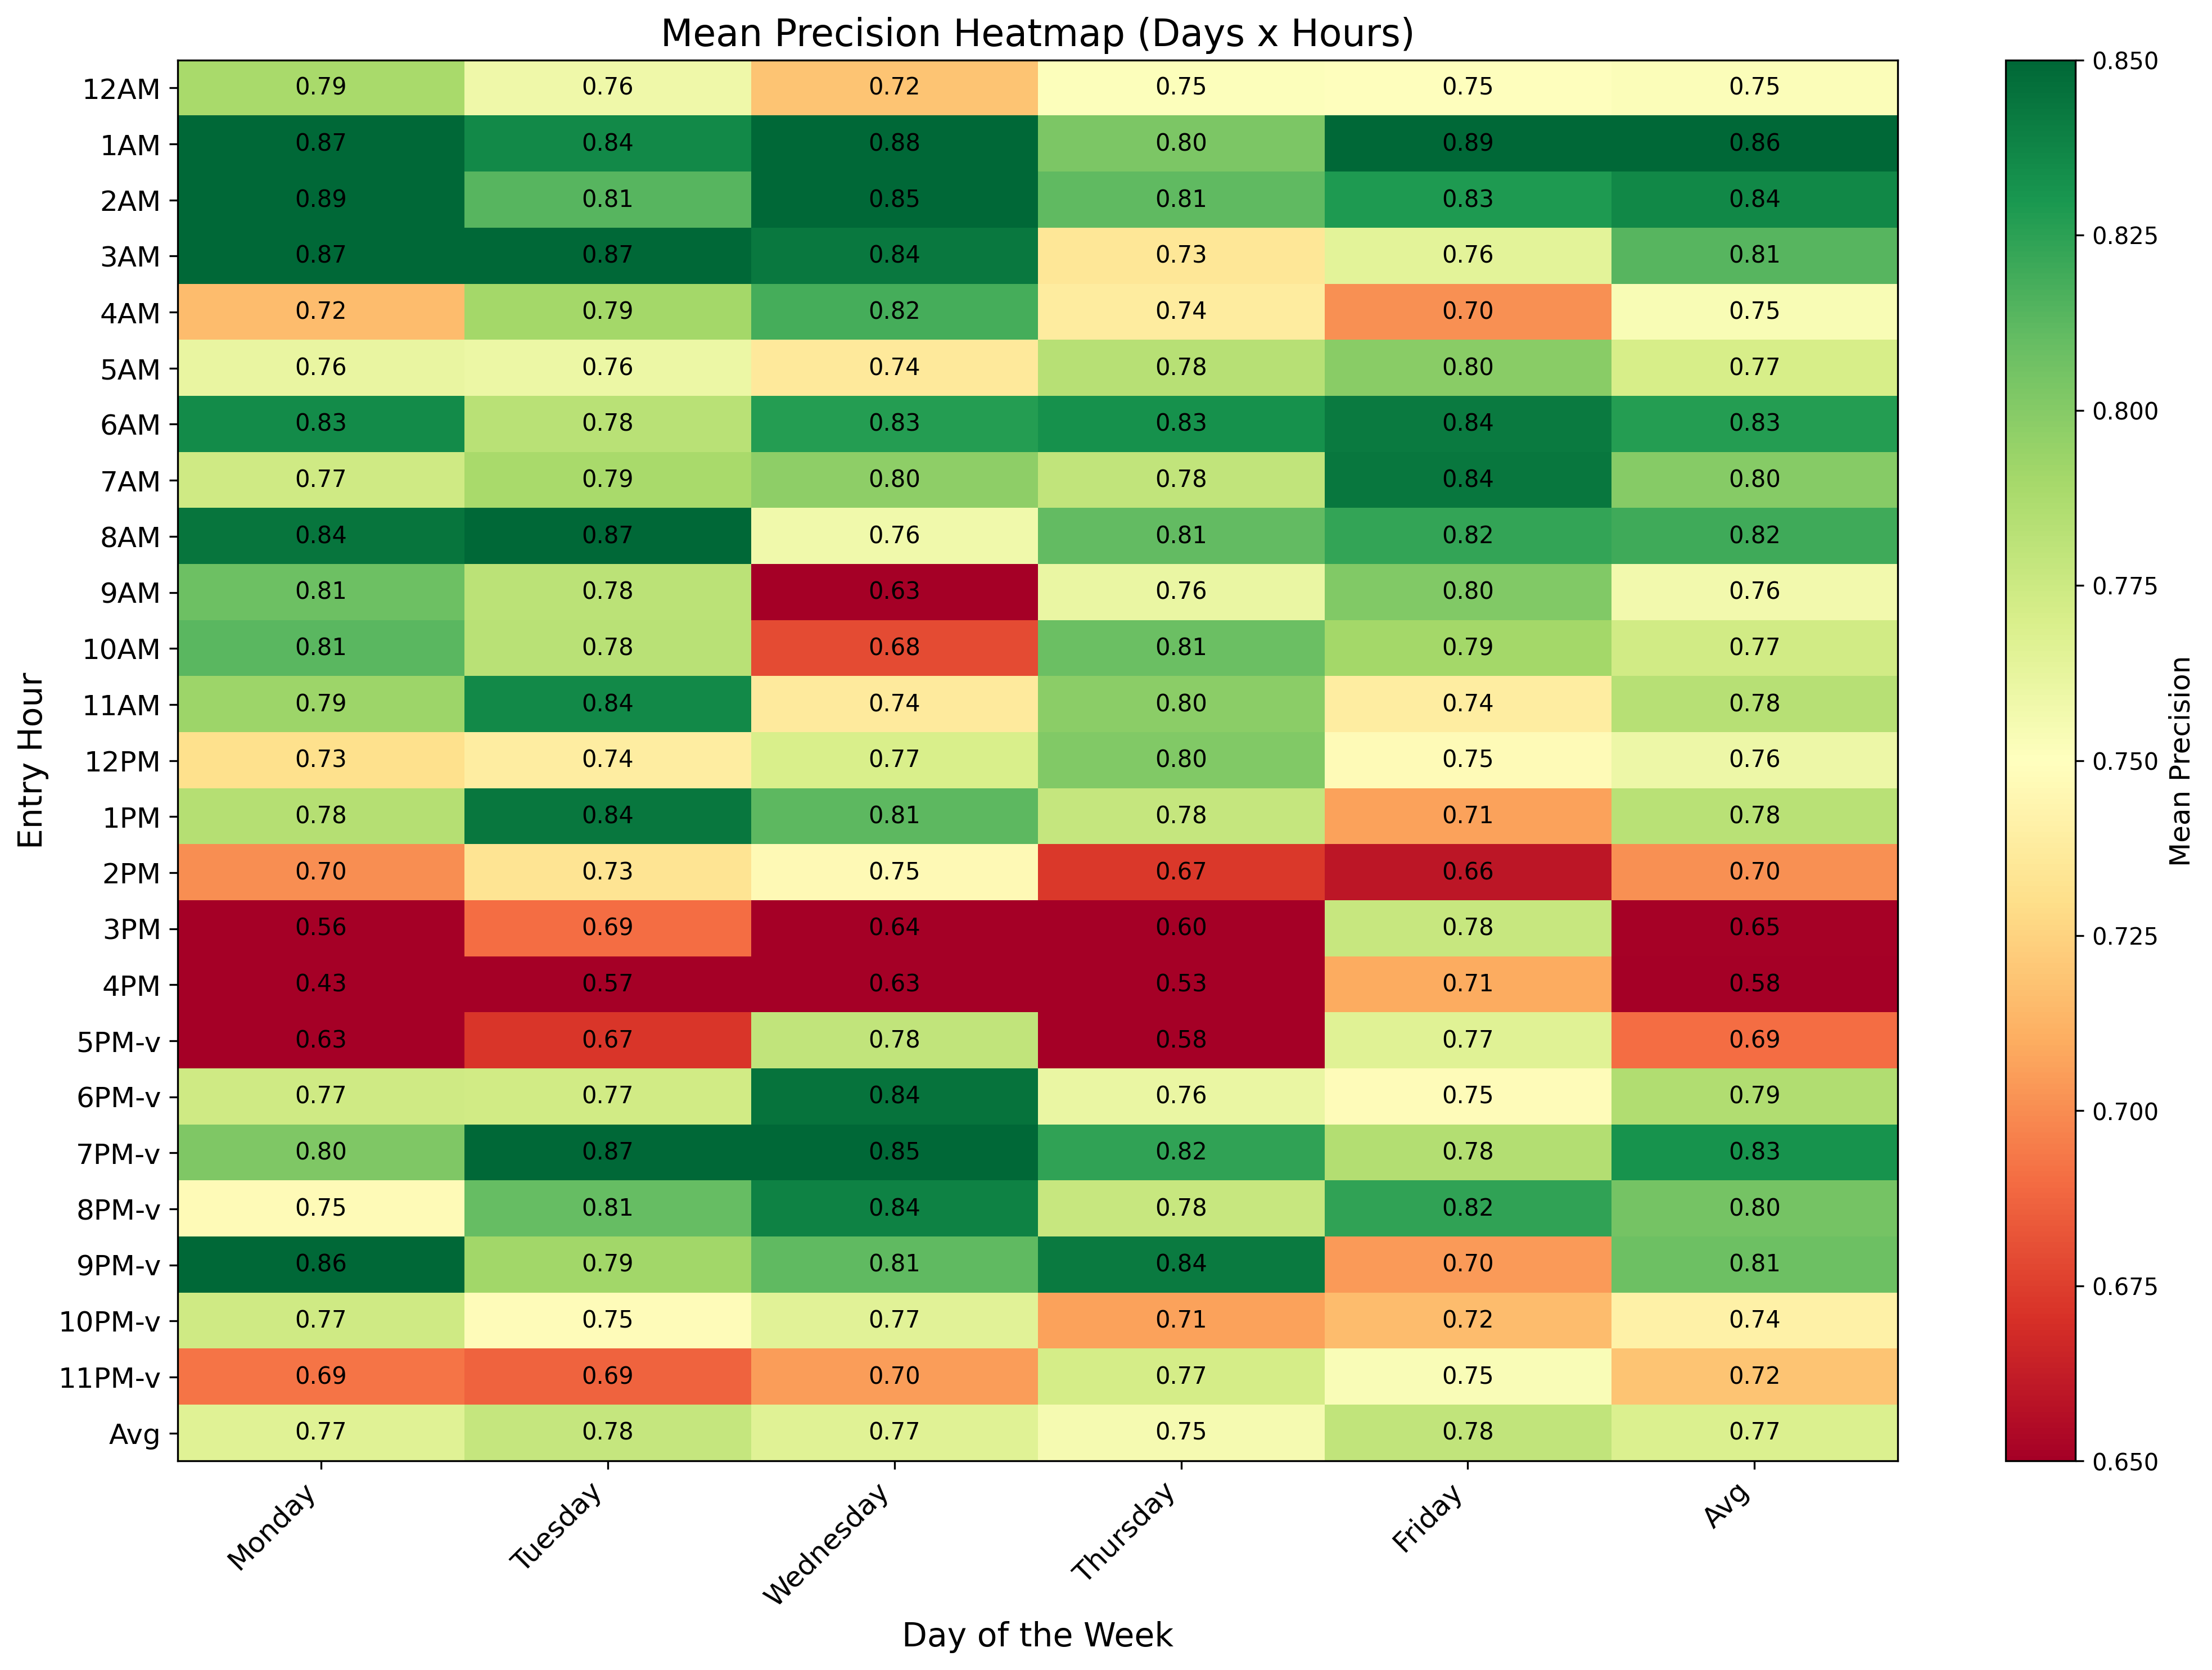 Mean Precision Heatmap (Days x Hours)
Entry Hour
12AM 0.79 0.76 0.72 0.75 0.75 0.75
1AM 0.87 0.84 0.88 0.80 0.89 0.86
2AM 0.89 0.81 0.85 0.81 0.83 0.84
3AM 0.87 0.87 0.84 0.73 0.76 0.81
4AM 0.72 0.79 0.82 0.74 0.70 0.75
5AM 0.76 0.76 0.74 0.78 0.80 0.77
6AM 0.83 0.78 0.83 0.83 0.84 0.83
7AM 0.77 0.79 0.80 0.78 0.84 0.80
8AM 0.84 0.87 0.76 0.81 0.82 0.82
9AM 0.81 0.78 0.63 0.76 0.80 0.76
10AM 0.81 0.78 0.68 0.81 0.79 0.77
11AM 0.79 0.84 0.74 0.80 0.74 0.78
12PM 0.73 0.74 0.77 0.80 0.75 0.76
1PM 0.78 0.84 0.81 0.78 0.71 0.78
2PM 0.70 0.73 0.75 0.67 0.66 0.70
3PM 0.56 0.69 0.64 0.60 0.78 0.65
4PM 0.43 0.57 0.63 0.53 0.71 0.58
5PM-v 0.63 0.67 0.78 0.58 0.77 0.69
6PM-v 0.77 0.77 0.84 0.76 0.75 0.79
7PM-v 0.80 0.87 0.85 0.82 0.78 0.83
8PM-v 0.75 0.81 0.84 0.78 0.82 0.80
9PM-v 0.86 0.79 0.81 0.84 0.70 0.81
10PM-v 0.77 0.75 0.77 0.71 0.72 0.74
11PM-v 0.69 0.69 0.70 0.77 0.75 0.72
Avg 0.77 0.78 0.77 0.75 0.78 0.77
Monday Tuesday Wednesday Thursday Friday Avg
Day of the Week
0.850
0.825
0.800
0.775
0.750
0.725
0.700
0.675
0.650
Mean Precision